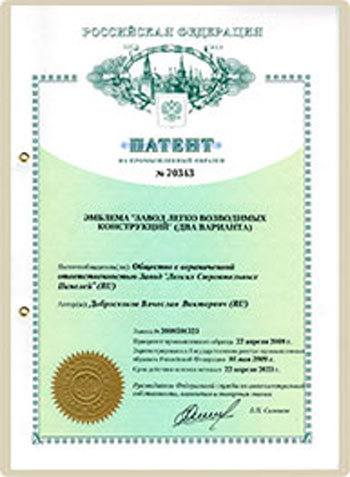 РОССИЙСКАЯ ФЕДЕРАЦИЯ
ПАТЕНТ
НА ПРОМЫШЛЕННЫЙ ОБРАЗЕЦ
№ 70343
ЭМБЛЕМА "ЗАВОД ЛЕГКО ВОЗВОДИМЫХ
КОНСТРУКЦИЙ" (ДВА ВАРИАНТА)
Патентообладатель(ли): Общество с ограниченной
ответственностью Завод "Легких Строительных
Панелей" (RU)
Автор(ы): Вячеслав Викторович (RU)
Заявка № 2008501323
Приоритет промышленного образца 22 апреля 2008 г.
Зарегистрировано в Государственном реестре промышленных
образцов Российской Федерации 01 мая 2009 г.
Срок действия патента истекает 22 апреля 2023 г.
Руководитель Федеральной службы по интеллектуальной
собственности, патентам и товарным знакам
Б.П. Симонов